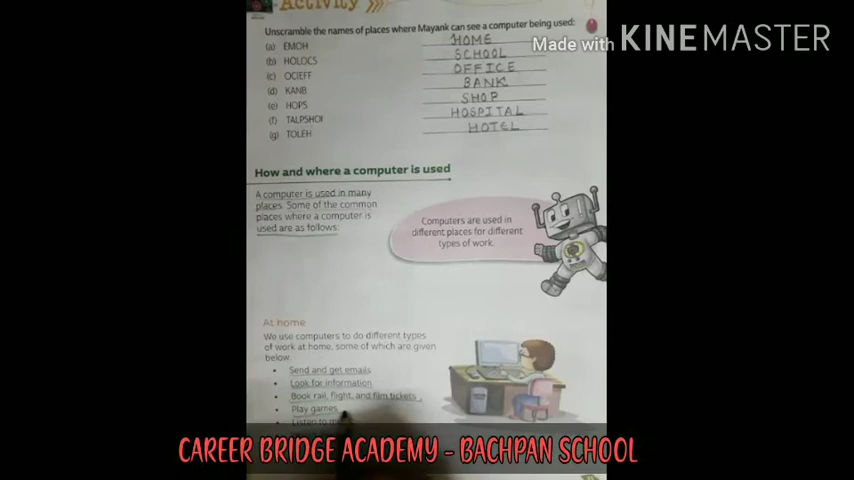 Activity
Unscramble the names of places where Mayank can see a computer being used:
(a) EMOH HOME
(b) HOLOCS SCHOOL
(c) OCIEFF OFFICE
(d) KANB BANK
(e) HOPS SHOP
(f) TALPSHOI HOSPITAL
(g) TOLEH HOTEL
Made with KINEMASTER
How and where a computer is used
A computer is used in many
places. Some of the common
places where a computer is
used are as follows:
Computers are used in
different places for different
types of work.
At home
We use computers to do different types
of work at home, some of which are given
below.
• Send and get emails
• Look for information
• Book rail, flight, and film tickets
• Play games
• Listen to
CAREER BRIDGE ACADEMY - BACHPAN SCHOOL